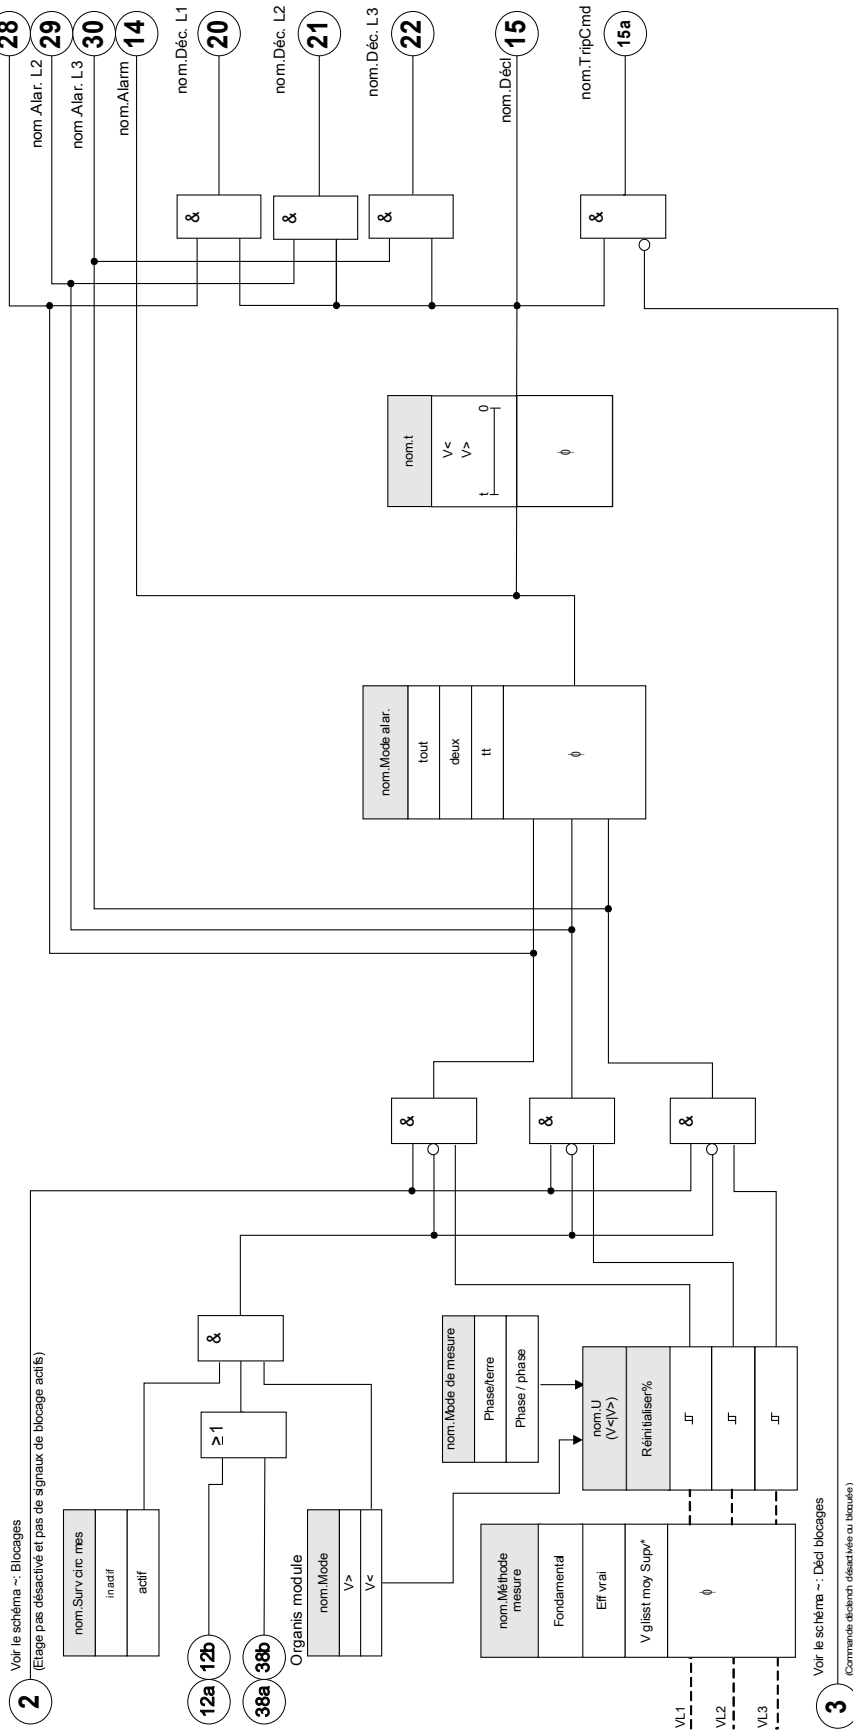 2
Voir le schéma ~: Blocages
(Etage pas désactivé et pas de signaux de blocage actifs)
nom.Surv circ mes
inactif
actif
12a
12b
38a
38b
≥1
&
Organis module
nom.Mode
V>
V<
nom.Mode de mesure
Phase/terre
Phase / phase
nom.U
(V<|V>)
Réinitialiser%
nom.Méthode
mesure
Fondamental
Eff vrai
V glisst moy Supv*
φ
VL1
VL2
VL3
3
Voir le schéma ~: Décl blocages
(Commande déclench désactivée ou bloquée)
&
&
&
nom.Mode alar.
tout
deux
tt
φ
nom.t
V<
V>
t
0
φ
&
&
&
&
28
nom.Alar. L2
29
nom.Alar. L3
30
nom.Alarm
14
nom.Déc. L1
20
nom.Déc. L2
21
nom.Déc. L3
22
nom.Décl
15
nom.TripCmd
15a